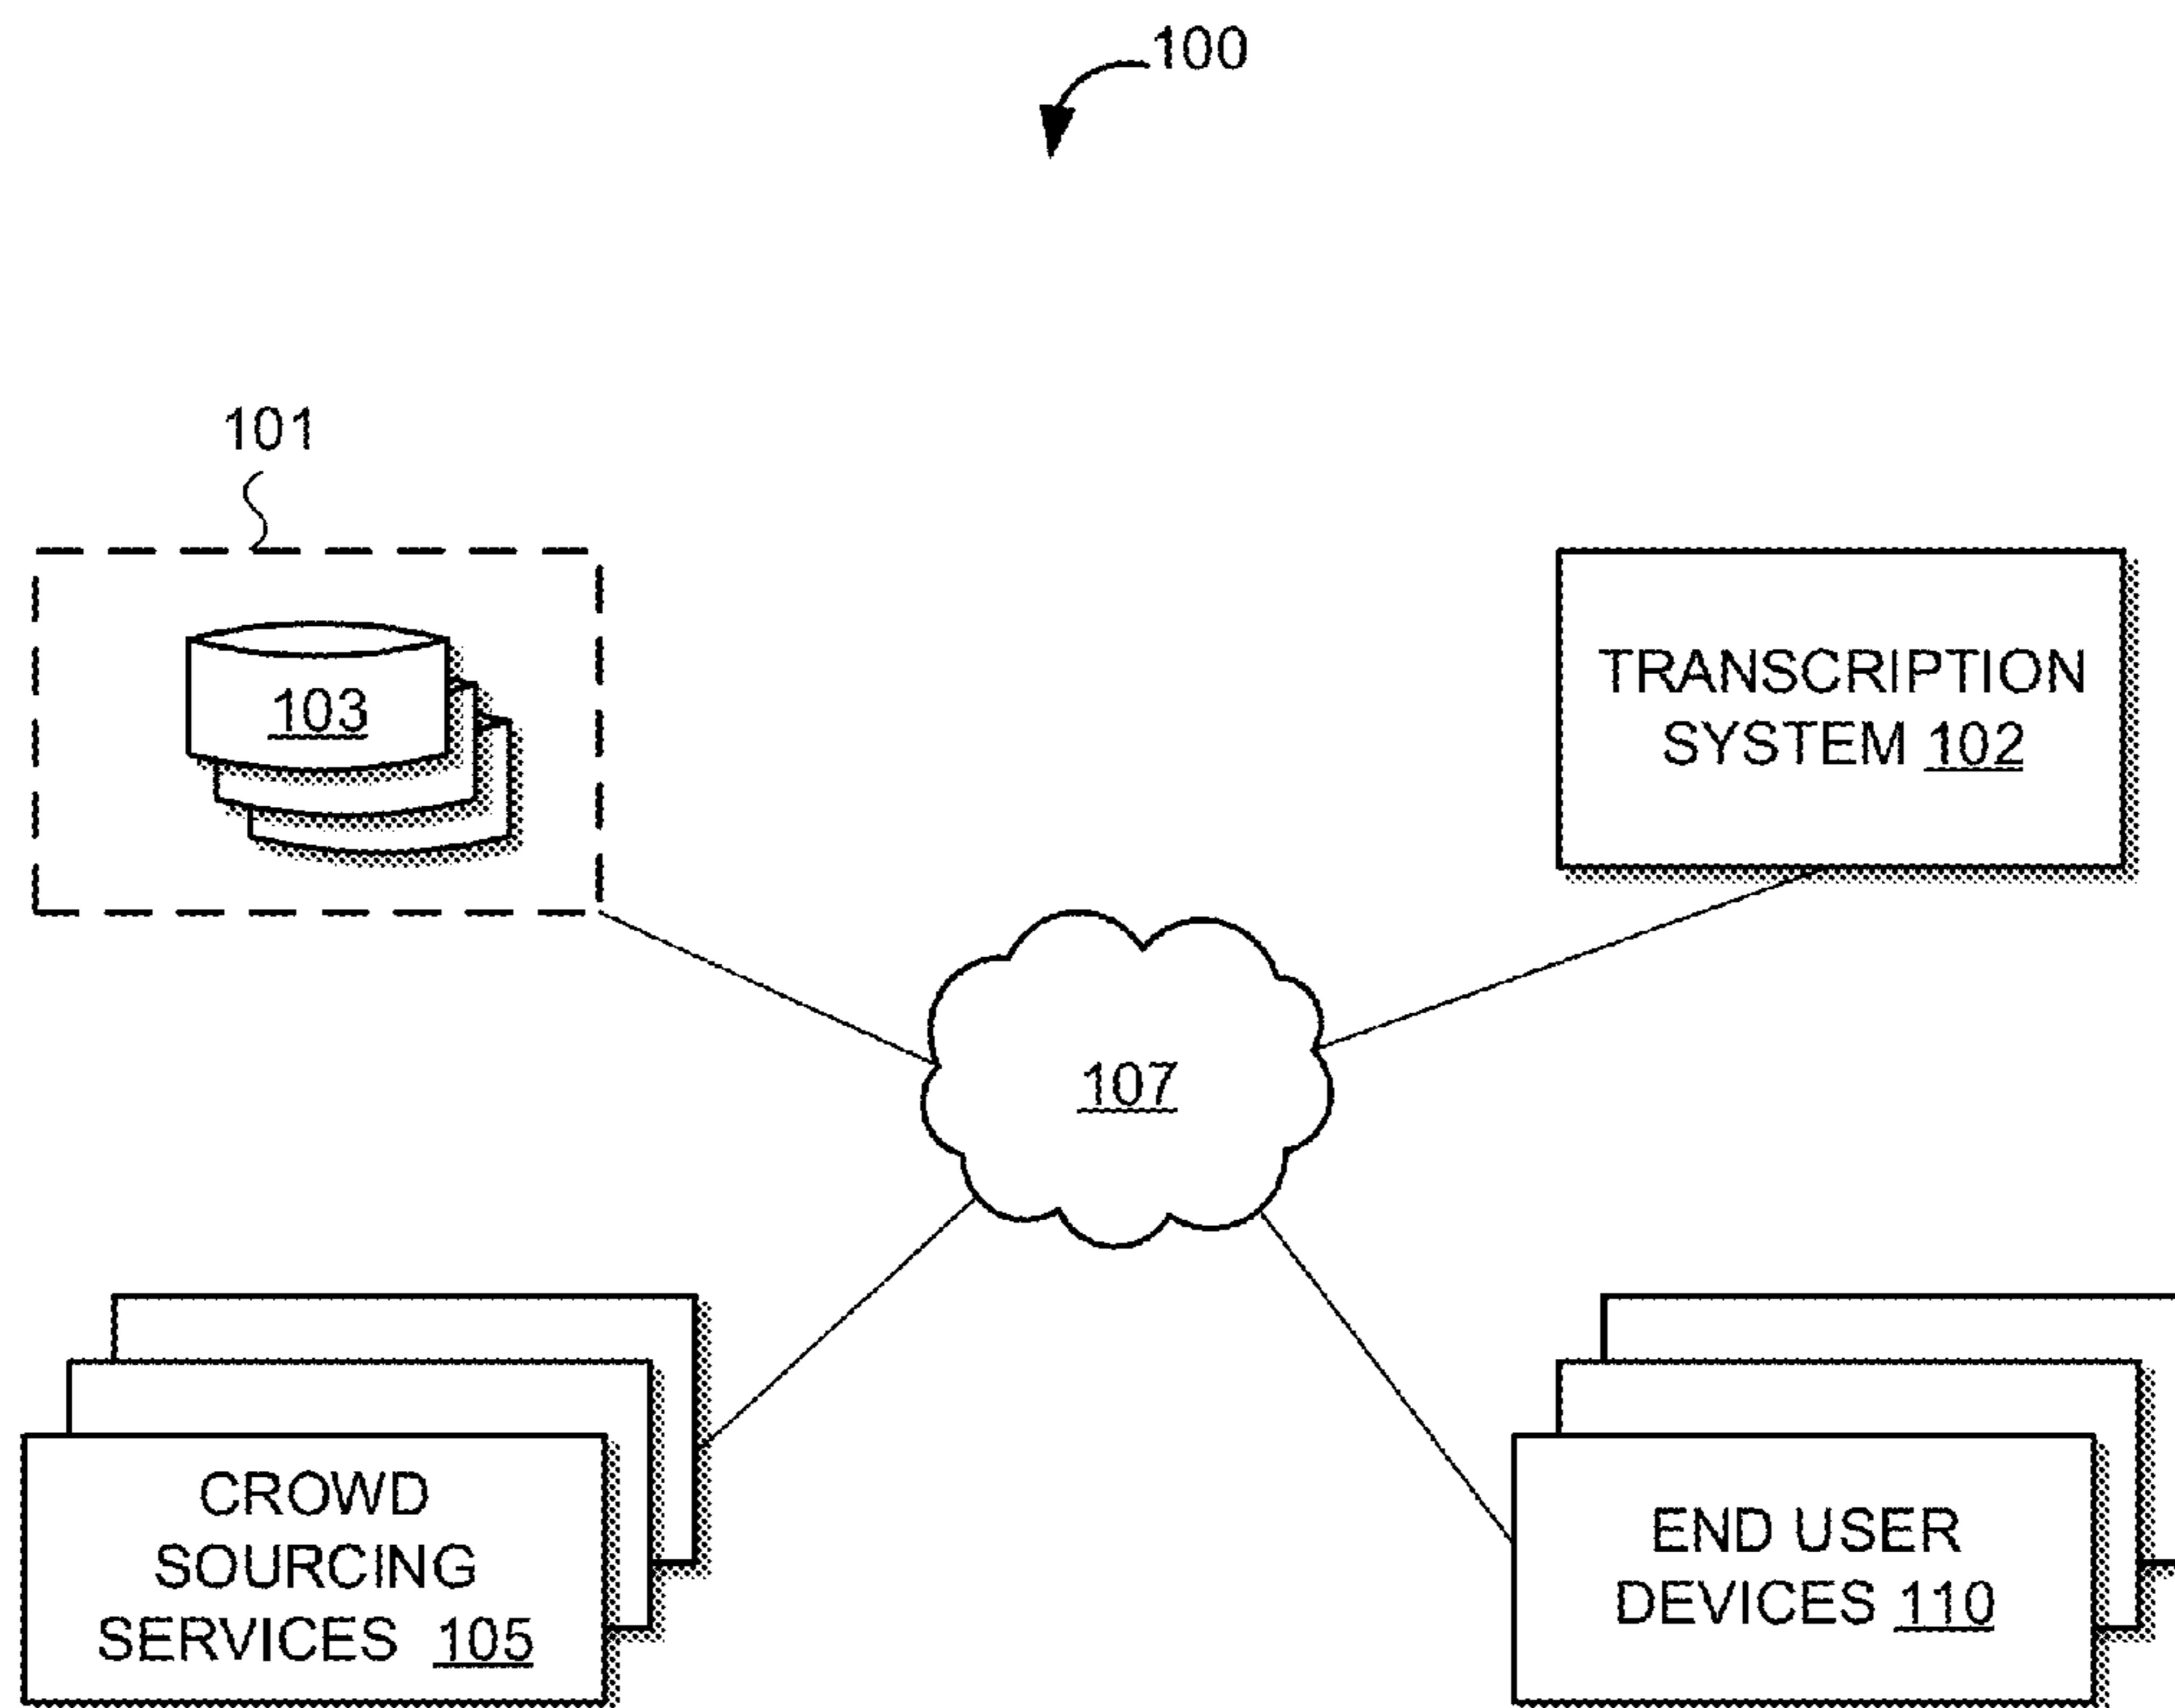 100
101
103
TRANSCRIPTION
SYSTEM 102
107
CROWD
SOURCING
SERVICES 105
END USER
DEVICES 110